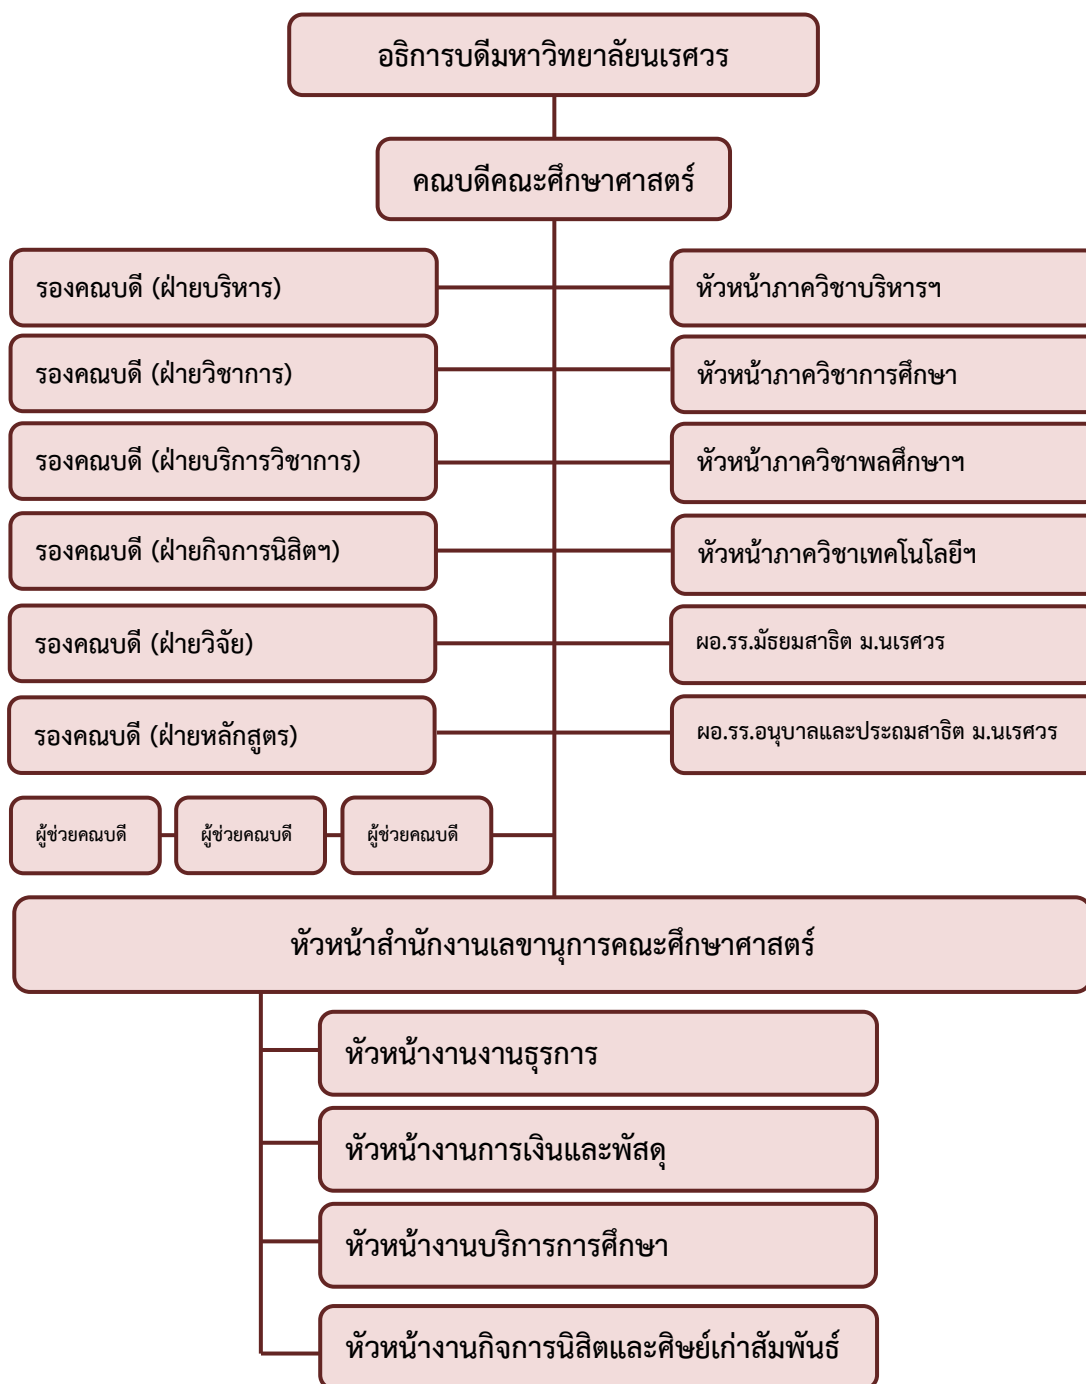 อธิการบดีมหาวิทยาลัยนเรศวร
คณบดีคณะศึกษาศาสตร์
รองคณบดี (ฝ่ายบริหาร)
หัวหน้าภาควิชาบริหารฯ
รองคณบดี (ฝ่ายวิชาการ)
หัวหน้าภาควิชาการศึกษา
รองคณบดี (ฝ่ายบริการวิชาการ)
หัวหน้าภาควิชาพลศึกษาฯ
รองคณบดี (ฝ่ายกิจการนิสิตฯ)
หัวหน้าภาควิชาเทคโนโลยีฯ
รองคณบดี (ฝ่ายวิจัย)
ผอ.รร.มัธยมสาธิต ม.นเรศวร
รองคณบดี (ฝ่ายหลักสูตร)
ผอ.รร.อนุบาลและประถมสาธิต ม.นเรศวร
ผู้ช่วยคณบดี
ผู้ช่วยคณบดี
ผู้ช่วยคณบดี
หัวหน้าสำนักงานเลขานุการคณะศึกษาศาสตร์
หัวหน้างานงานธุรการ
หัวหน้างานการเงินและพัสดุ
หัวหน้างานบริการการศึกษา
หัวหน้างานกิจการนิสิตและศิษย์เก่าสัมพันธ์